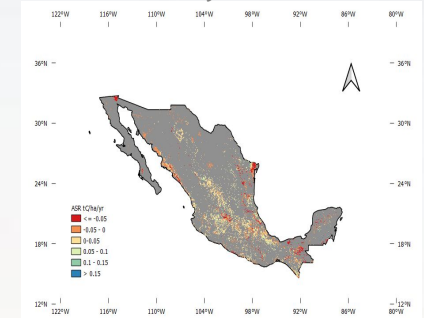 122°W 116°W 110°W 104°W 98°W 92°W 86°W 80°W
36°N 36°N
30°N 30°N
24°N 24°N
18°N 18°N
12°N 12°N
ASR tC/ha/yr
<= -0.05
-0.05 - 0
0-0.05
0.05 - 0.1
0.1 - 0.15
> 0.15
122°W 116°W 110°W 104°W 98°W 92°W 86°W 80°W